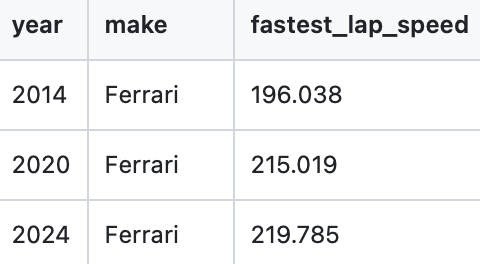 year make fastest_lap_speed
2014 Ferrari 196.038
2020 Ferrari 215.019
2024 Ferrari 219.785